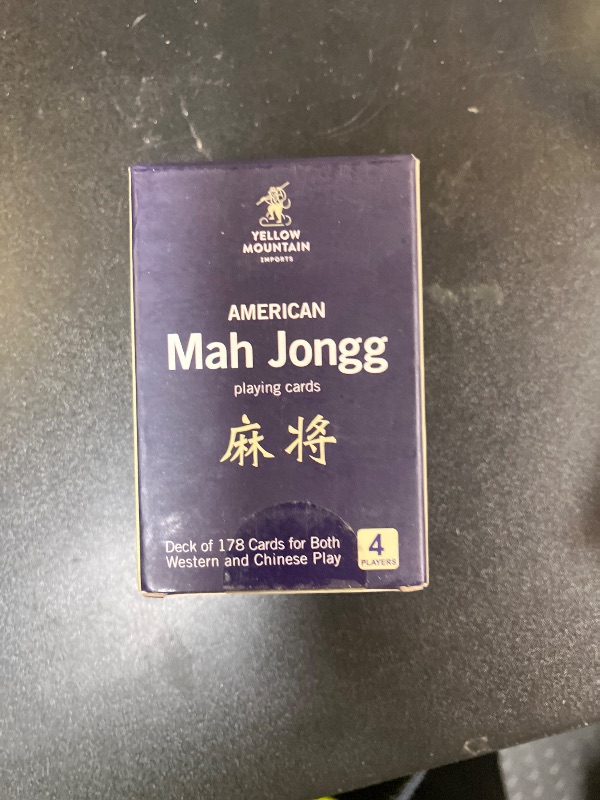 YELLOW
MOUNTAIN
IMPORTS
AMERICAN
Mah Jongg
playing cards
麻将
Deck of 178 Cards for Both
Western and Chinese Play
4
PLAYERS